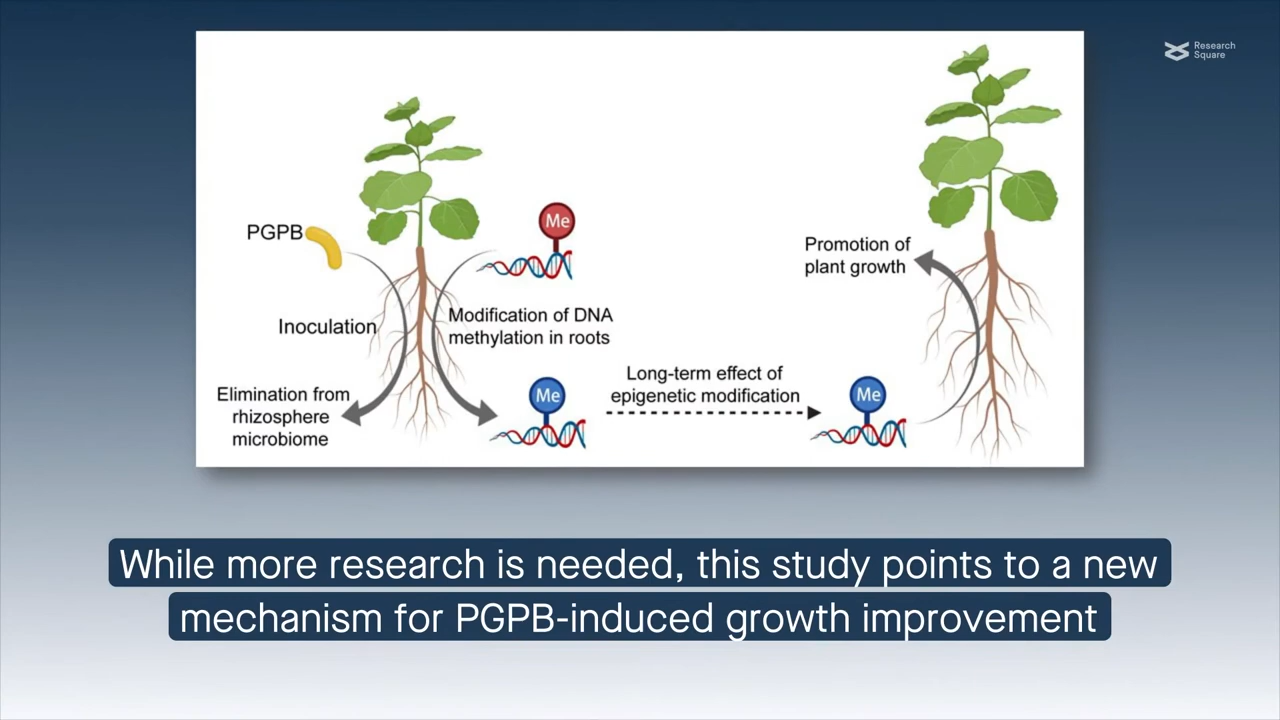 Research
Square
PGPB
Me
Inoculation
Modification of DNA
methylation in roots
Elimination from
rhizosphere
microbiome
Me
Long-term effect of
epigenetic modification
Me
Promotion of
plant growth
While more research is needed, this study points to a new
mechanism for PGPB-induced growth improvement